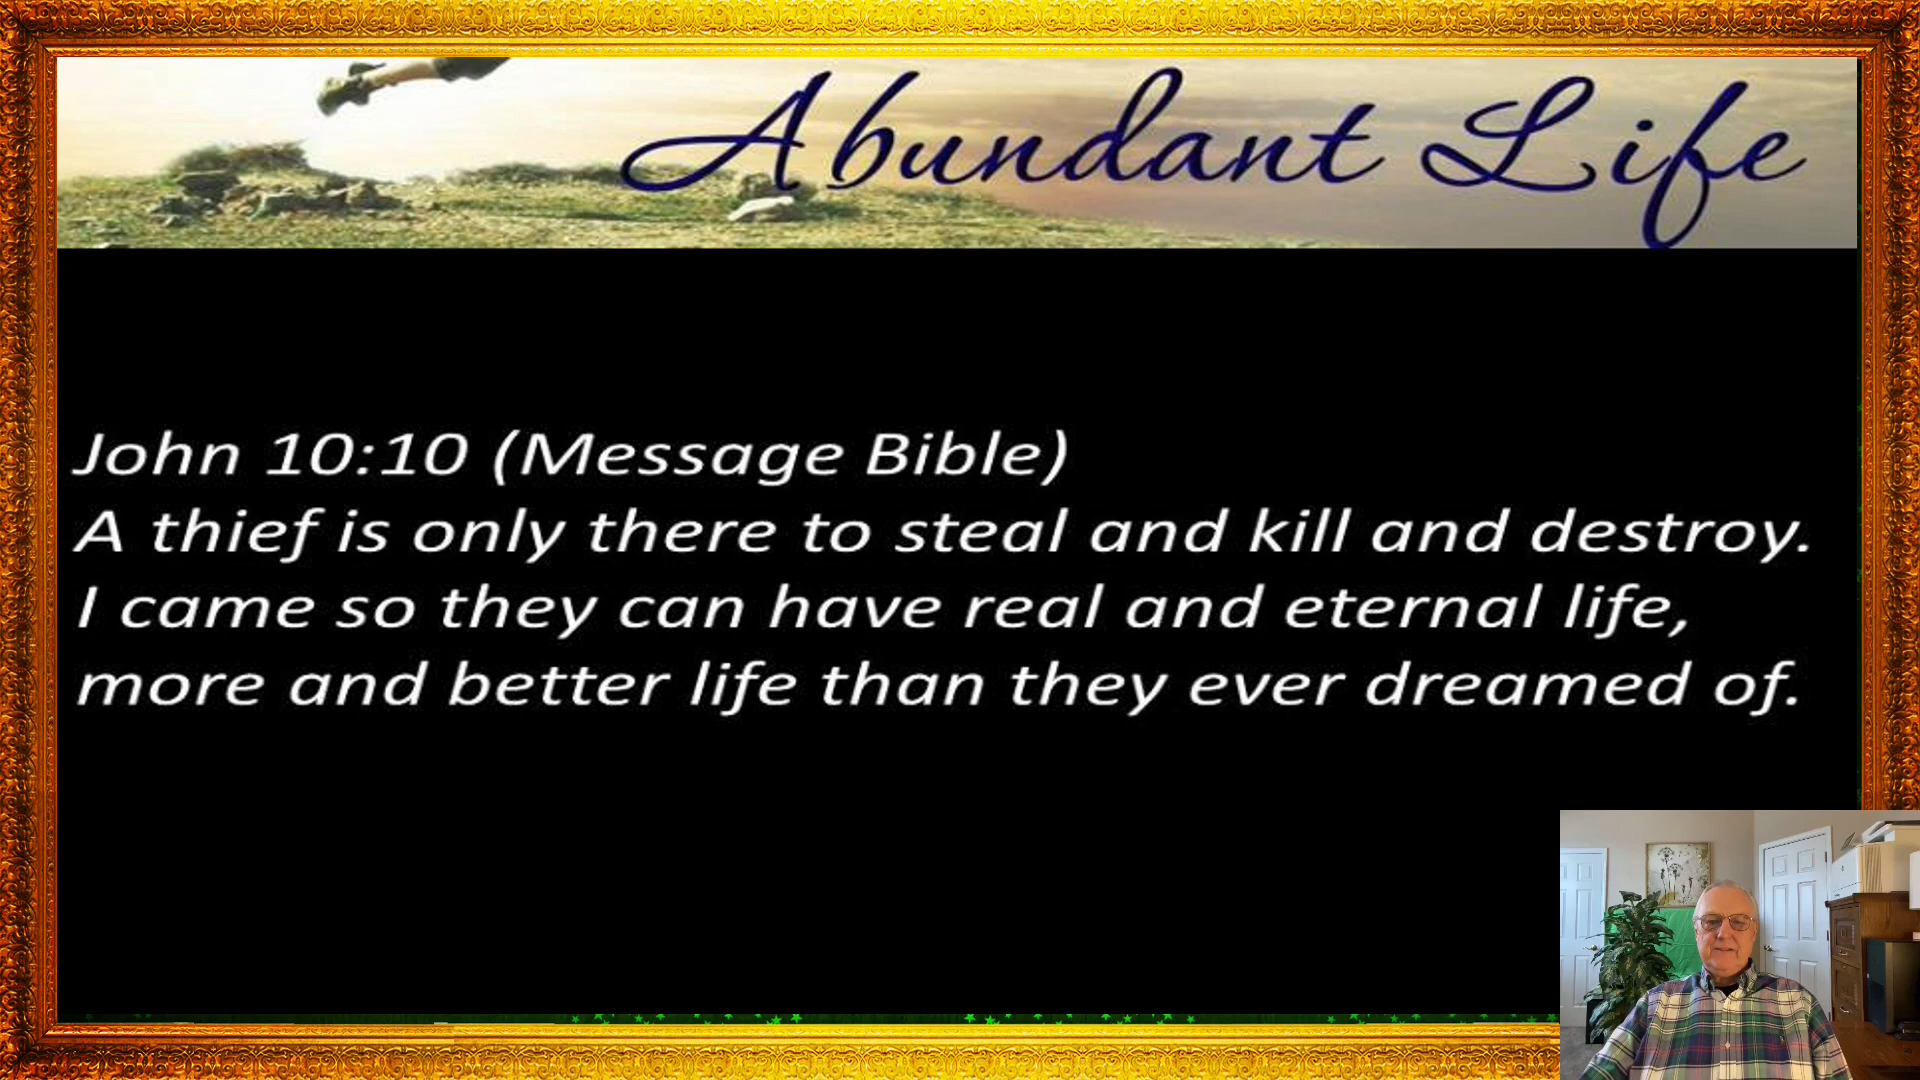 Abundant Life
John 10:10 (Message Bible)
A thief is only there to steal and kill and destroy.
I came so they can have real and eternal life,
more and better life than they ever dreamed of.